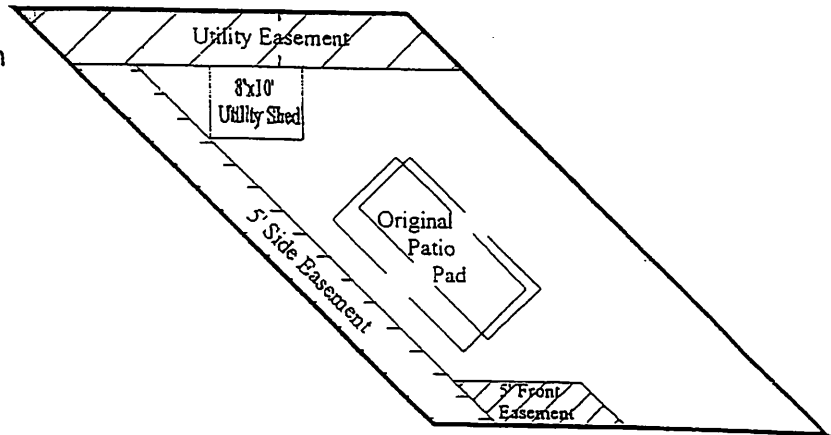 Utility Easement
8'x10'
Utility Shed
Original
Patio
Pad
5' Side Easement
5' Front
Easement